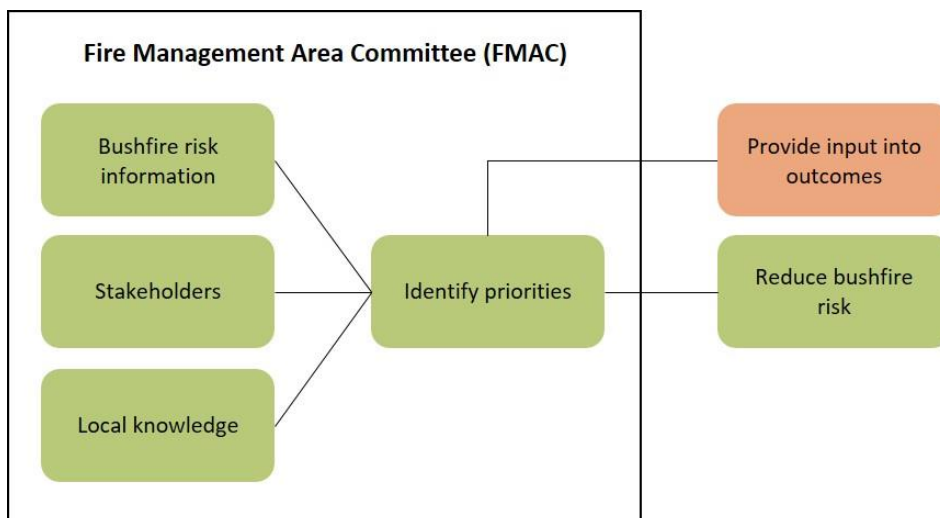 Fire Management Area Committee (FMAC)
Bushfire risk
information
Stakeholders
Local knowledge
Identify priorities
Provide input into
outcomes
Reduce bushfire
risk